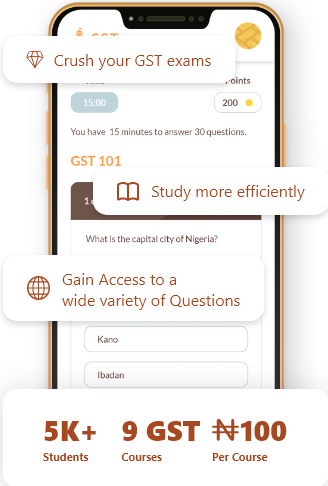 GST
Crush your GST exams
Points
15:00
200
You have 15 minutes to answer 30 questions.
GST 101
1
Study more efficiently
What is the capital city of Nigeria?
Gain Access to a
wide variety of Questions
Kano
Ibadan
5K+ 9 GST ₦100
Students Courses Per Course